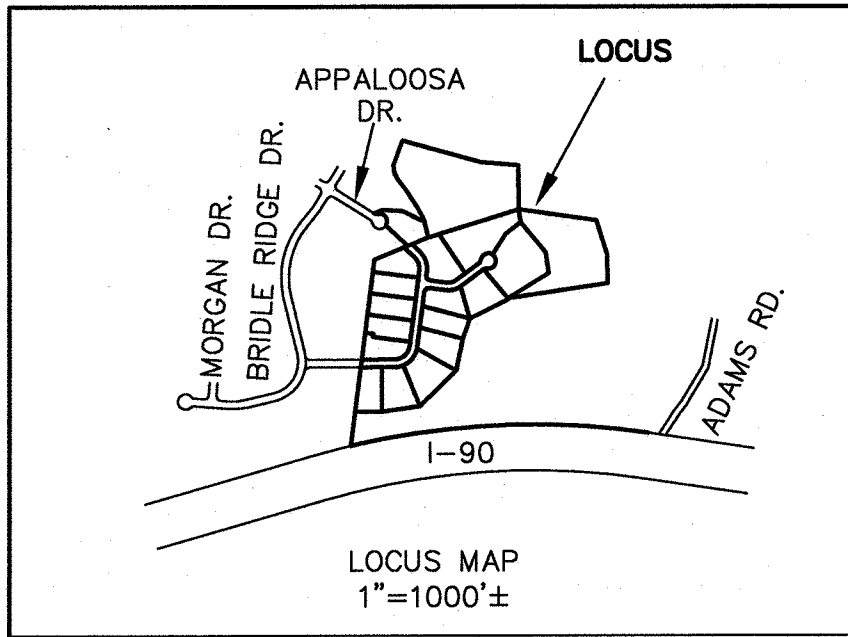 LOCUS
APPALOOSA
DR.
MORGAN DR.
BRIDLE RIDGE DR.
ADAMS RD.
I-90
LOCUS MAP
1"=1000'±